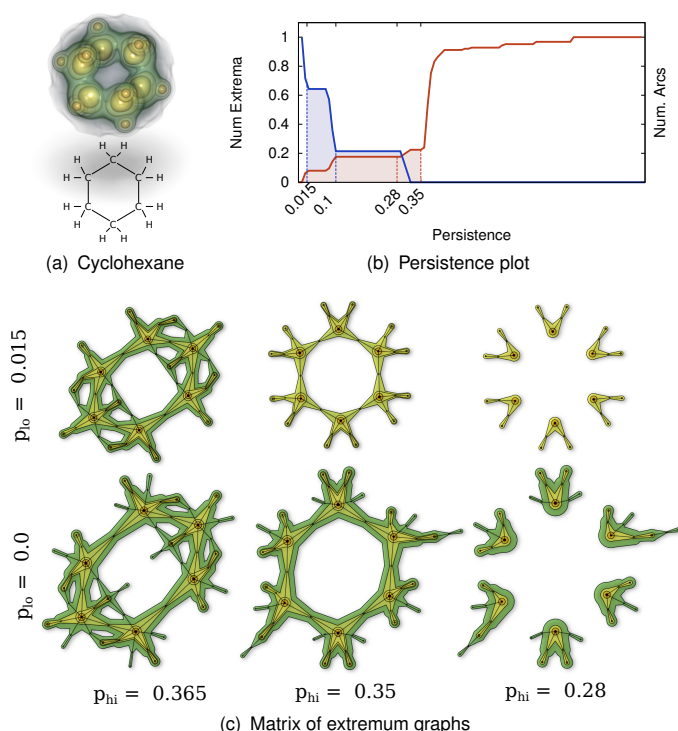 H H
H C H
H C C H
H C C H
H C H
H H
(a) Cyclohexane
Num Extrema
1
0.8
0.6
0.4
0.2
0
0.015
0.1
0.28
0.35
Num. Arcs
Persistence
(b) Persistence plot
p_lo = 0.015
p_lo = 0.0
p_hi = 0.365
p_hi = 0.35
p_hi = 0.28
(c) Matrix of extremum graphs